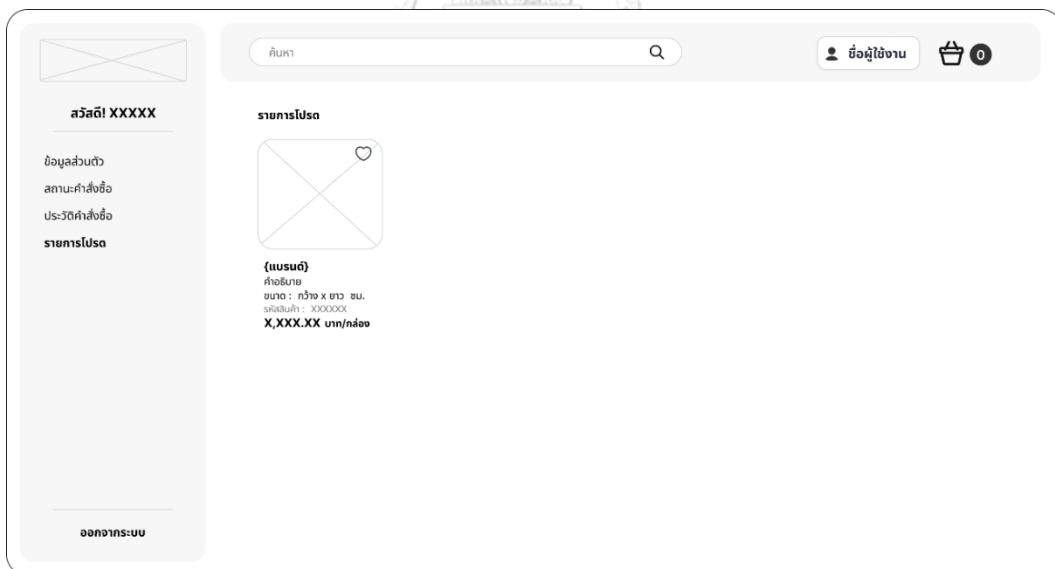 ค้นหา
ชื่อผู้ใช้งาน
0
สวัสดี! XXXXX
ข้อมูลส่วนตัว
สถานะคำสั่งซื้อ
ประวัติคำสั่งซื้อ
รายการโปรด
ออกจากระบบ
รายการโปรด
{แบรนด์}
คำอธิบาย
ขนาด : กว้าง x ยาว ซม.
รหัสสินค้า : XXXXXX
X,XXX.XX บาท/กล่อง